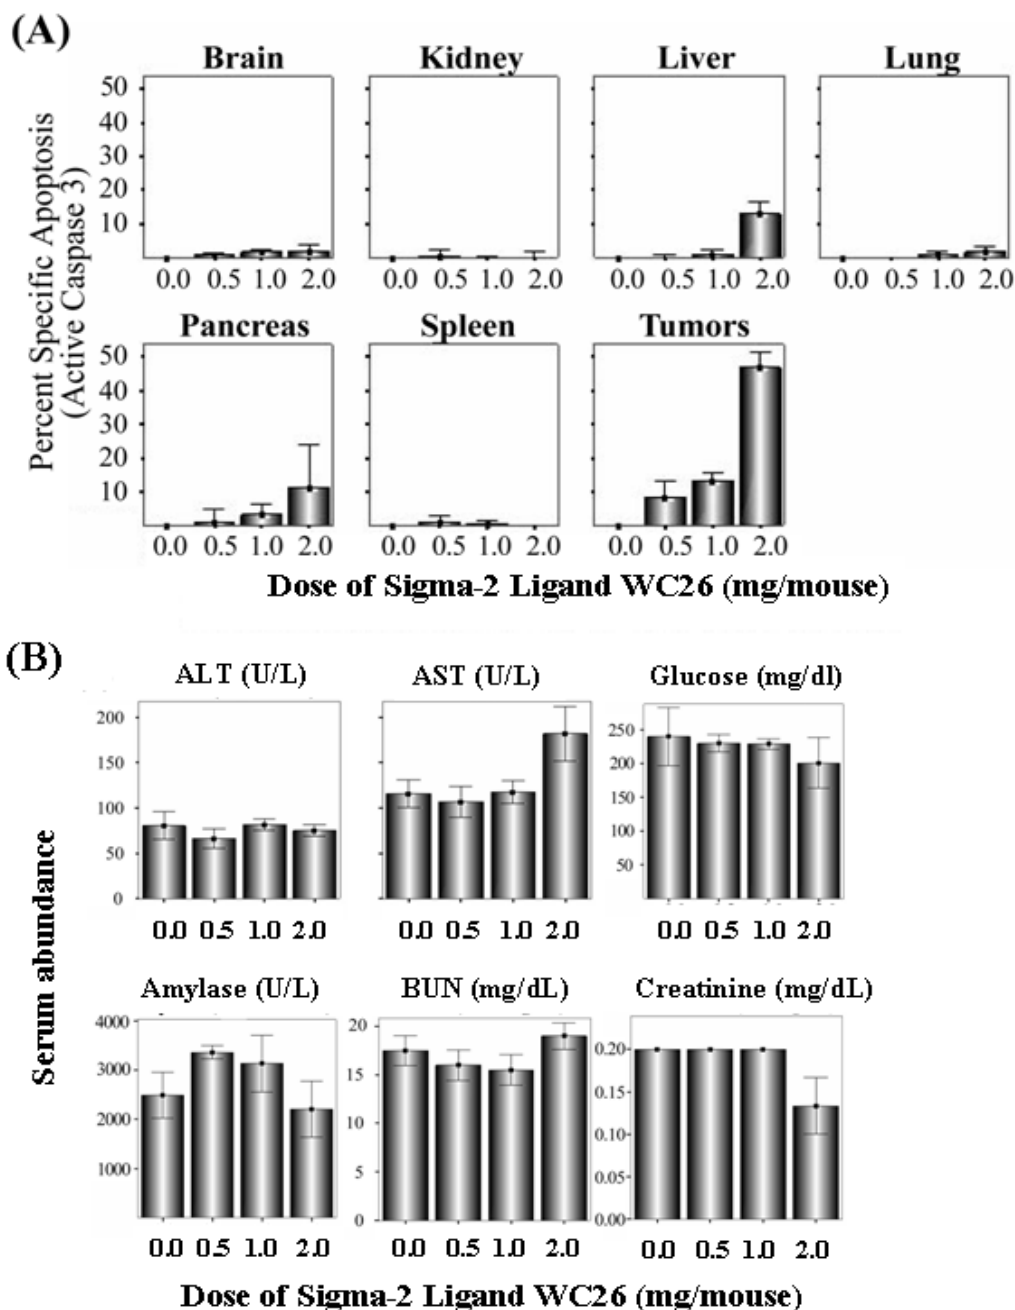 (A)
Brain Kidney Liver Lung
50
40
30
20
10
0.0 0.5 1.0 2.0 0.0 0.5 1.0 2.0 0.0 0.5 1.0 2.0 0.0 0.5 1.0 2.0
Percent Specific Apoptosis
(Active Caspase 3)
Pancreas Spleen Tumors
50
40
30
20
10
0.0 0.5 1.0 2.0 0.0 0.5 1.0 2.0 0.0 0.5 1.0 2.0
Dose of Sigma-2 Ligand WC26 (mg/mouse)
(B)
ALT (U/L) AST (U/L) Glucose (mg/dl)
200
150
100
50
0
250
200
150
100
50
0.0 0.5 1.0 2.0 0.0 0.5 1.0 2.0 0.0 0.5 1.0 2.0
Serum abundance
Amylase (U/L) BUN (mg/dL) Creatinine (mg/dL)
4000
3000
2000
1000
20
15
10
5
0
0.20
0.15
0.10
0.05
0.00
0.0 0.5 1.0 2.0 0.0 0.5 1.0 2.0 0.0 0.5 1.0 2.0
Dose of Sigma-2 Ligand WC26 (mg/mouse)